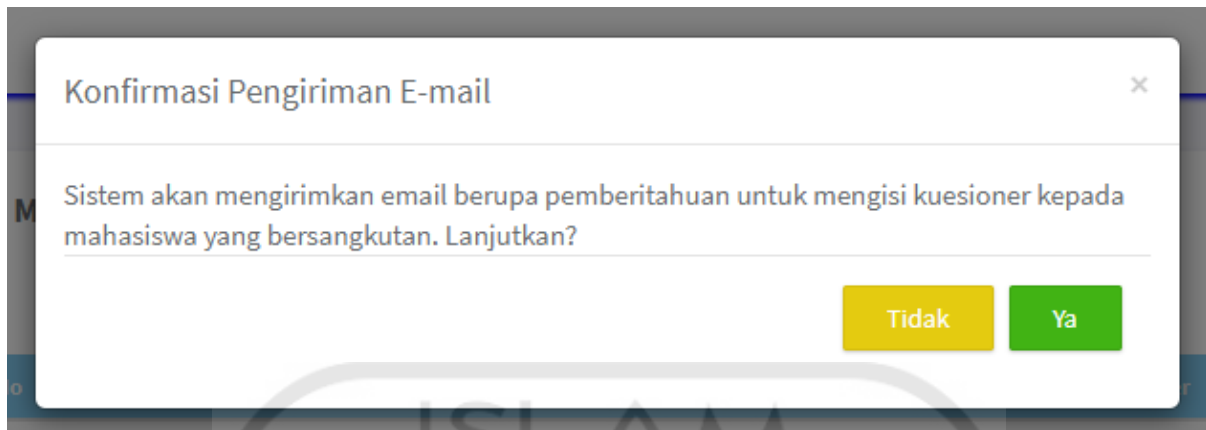 Konfirmasi Pengiriman E-mail
×
M
Sistem akan mengirimkan email berupa pemberitahuan untuk mengisi kuesioner kepada
mahasiswa yang bersangkutan. Lanjutkan?
Tidak Ya
o
r
ISLAM